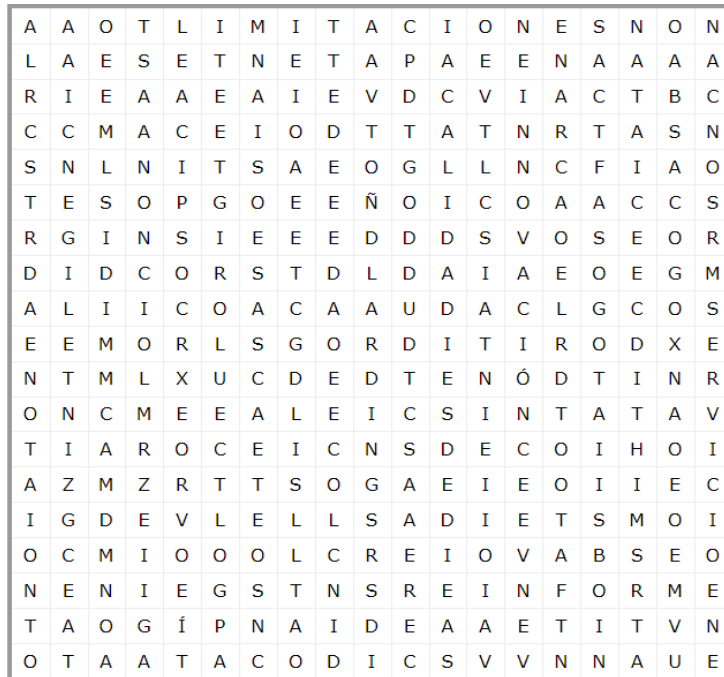 A A O T L I M I T A C I O N E S N O N
L A E S E T N E T A P A E E N A A A A
R I E A A E A I E V D C V I A C T B C
C C M A C E I O D T T A T N R T A S N
S N L N I T S A E O G L L N C F I A O
T E S O P G O E E Ñ O I C O A A C C S
R G I N S I E E E D D D S V O S E O R
D I D C O R S T D L D A I A E O E G M
A L I I C O A C A A U D A C L G C O S
E E M O R L S G O R D I T I R O D X E
N T M L X U C D E D T E N Ó D T I N R
O N C M E E A L E I C S I N T A T A V
T I A R O C E I C N S D E C O I H O I
A Z M Z R T T S O G A E I E O I I E C
I G D E V L E L L S A D I E T S M O I
O C M I O O O L C R E I O V A B S E O
N E N I E G S T N S R E I N F O R M E
T A O G Í P N A I D E A A E T I T V N
O T A A T A C O D I C S V V N N A U E